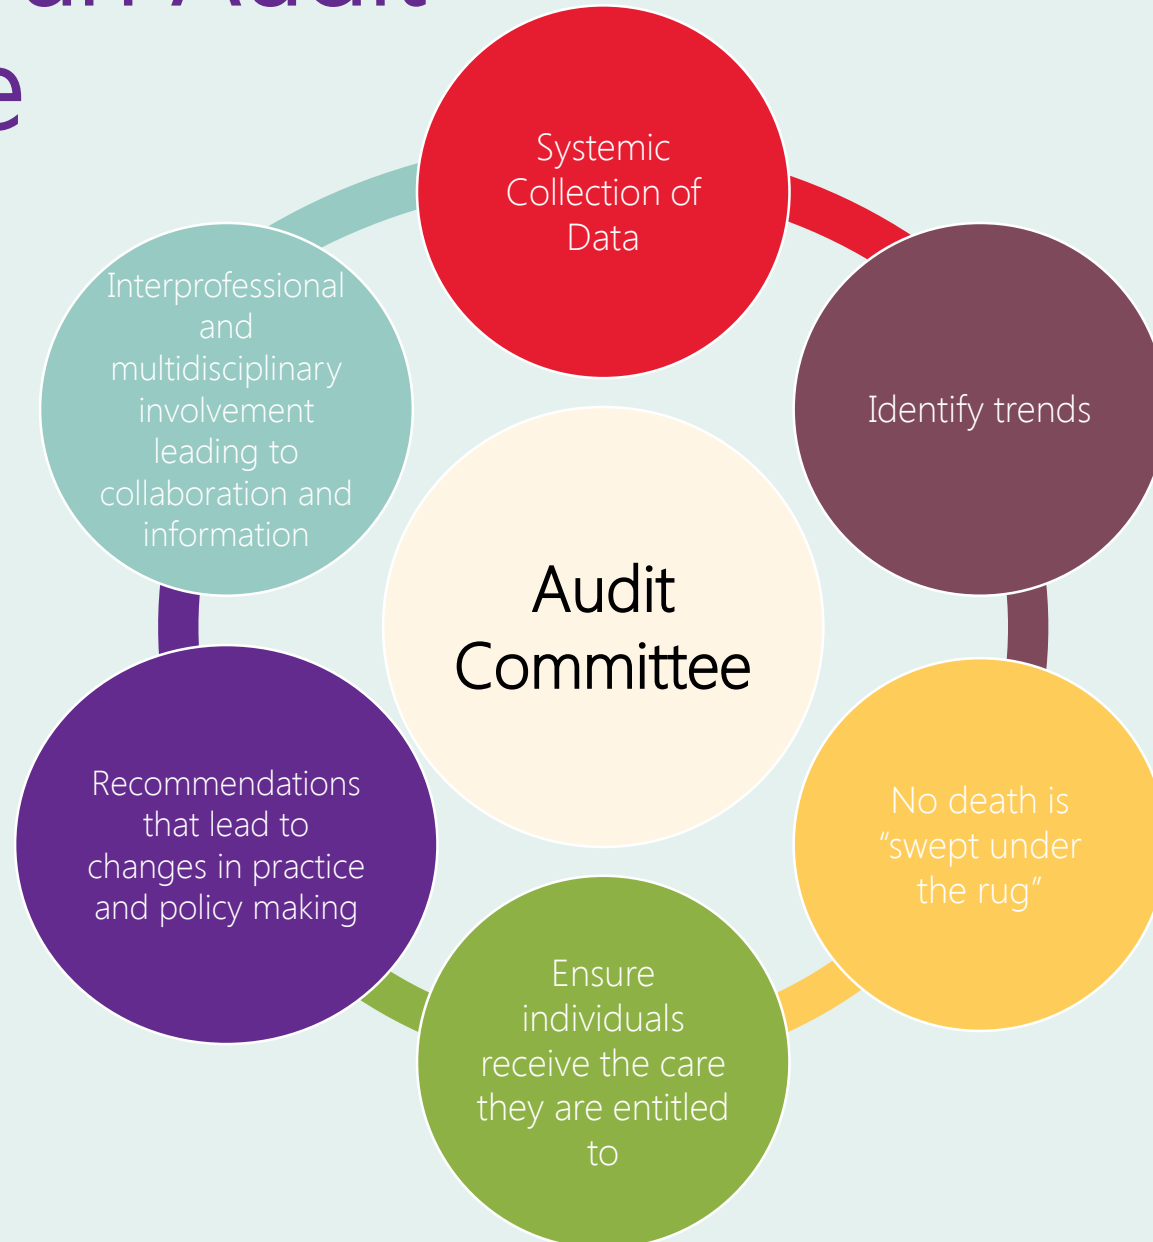 an Audit
e
Systemic
Collection of
Data
Identify trends
No death is
“swept under
the rug”
Ensure
individuals
receive the care
they are entitled
to
Recommendations
that lead to
changes in practice
and policy making
Interprofessional
and
multidisciplinary
involvement
leading to
collaboration and
information
Audit
Committee